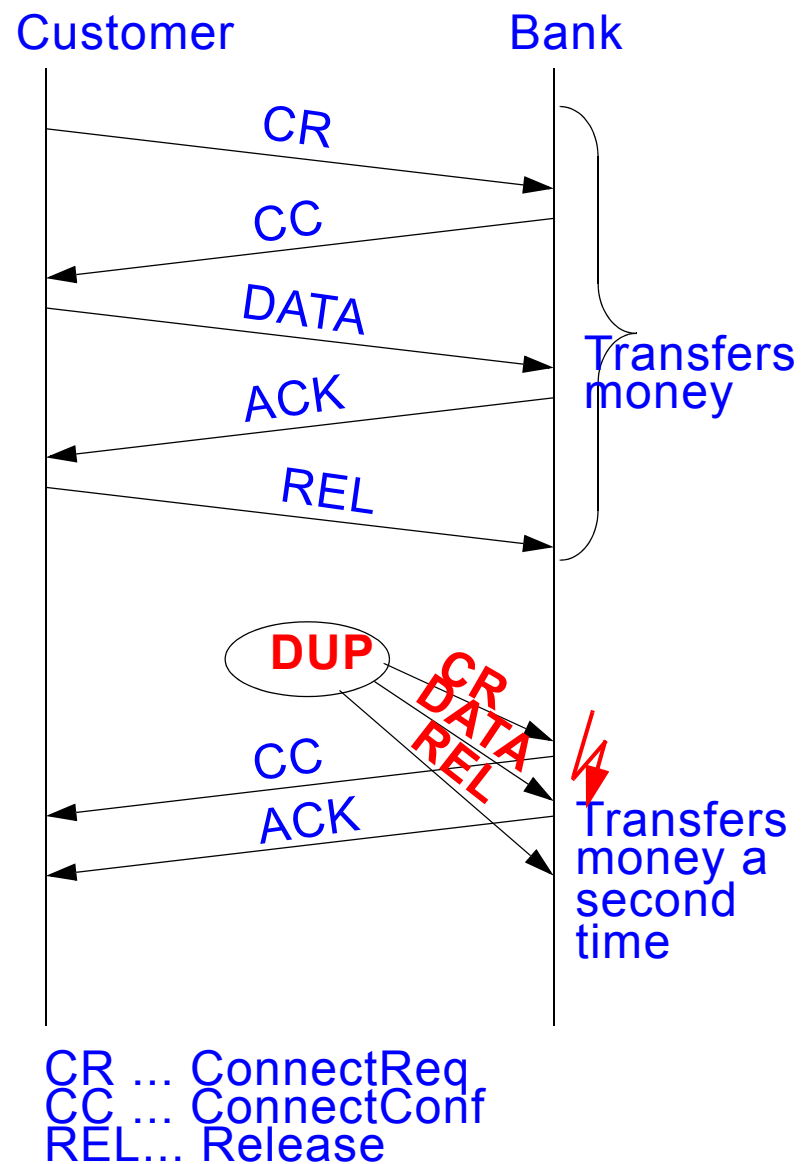 Customer Bank
CR
CC
DATA
Transfers
money
ACK
REL
DUP
CR
DATA
REL
CC
ACK
Transfers
money a
second
time
CR ... ConnectReq
CC ... ConnectConf
REL... Release